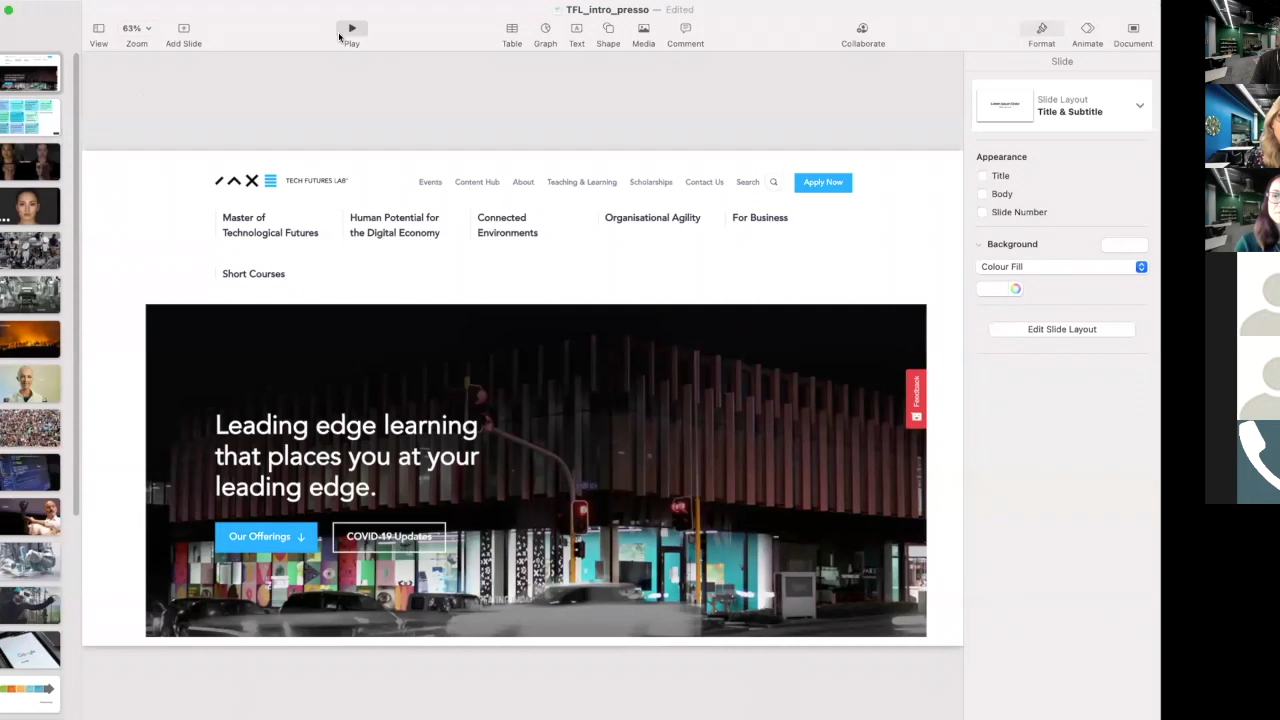 TFL_intro_presso — Edited
63%
View
Zoom
Add Slide
Play
Table
Graph
Text
Shape
Media
Comment
Collaborate
Format
Animate
Document
Slide
Slide Layout
Title & Subtitle
Appearance
Title
Body
Slide Number
Background
Colour Fill
Edit Slide Layout
TECH FUTURES LAB
Events
Content Hub
About
Teaching & Learning
Scholarships
Contact Us
Search
Apply Now
Master of
Technological Futures
Human Potential for
the Digital Economy
Connected
Environments
Organisational Agility
For Business
Short Courses
Leading edge learning
that places you at your
leading edge.
Our Offerings ↓
COVID-19 Updates
Feedback
Google